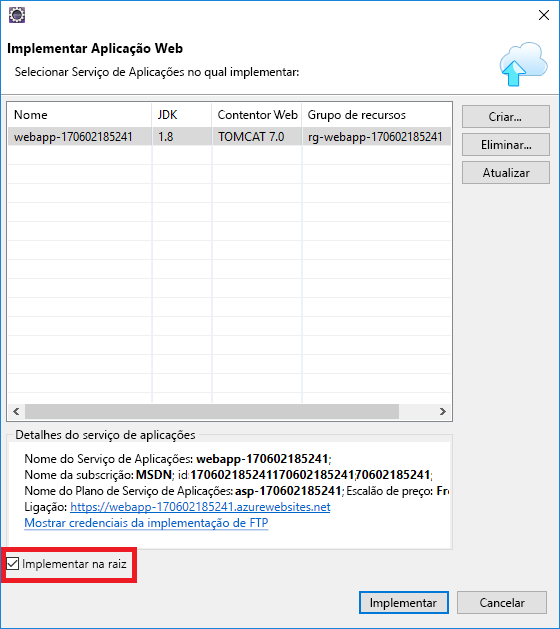 Implementar Aplicação Web
Selecionar Serviço de Aplicações no qual implementar:
Nome JDK Contentor Web Grupo de recursos
webapp-170602185241 1.8 TOMCAT 7.0 rg-webapp-170602185241
Criar...
Eliminar...
Atualizar
Detalhes do serviço de aplicações
Nome do Serviço de Aplicações: webapp-170602185241;
Nome da subscrição: MSDN; id:170602185241170602185241,70602185241;
Nome do Plano de Serviço de Aplicações: asp-170602185241; Escalão de preço: Fr
Ligação: https://webapp-170602185241.azurewebsites.net
Mostrar credenciais da implementação de FTP
Implementar na raiz
Implementar Cancelar